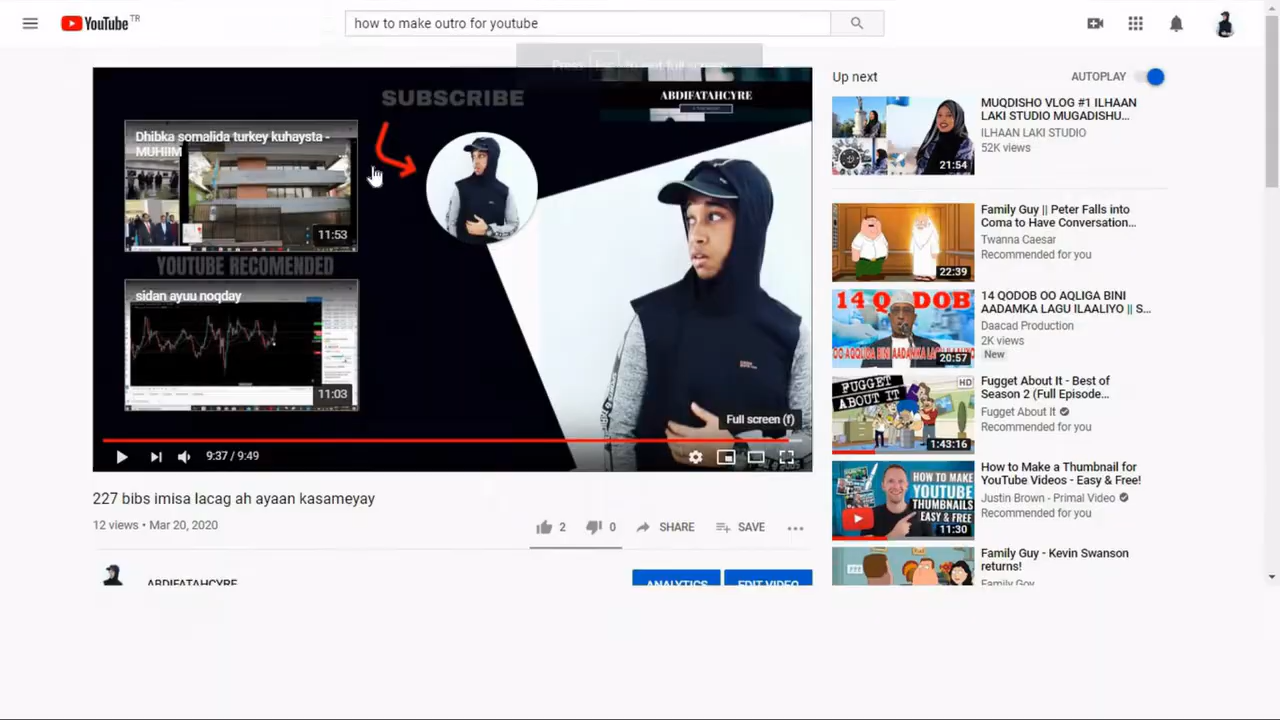 YouTube TR
how to make outro for youtube
SUBSCRIBE
ABDIFATAHCYRE
Dhibka somalida turkey kuhaysta -
MUHIIM
11:53
YOUTUBE RECOMENDED
sidan ayuu noqday
11:03
Full screen (f)
9:37 / 9:49
227 bibs imisa lacag ah ayaan kasameyay
12 views • Mar 20, 2020
2
0
SHARE
SAVE
ABDIFATAHCYRE
ANALYTICS
EDIT VIDEO
Up next
AUTOPLAY
MUQDISHO VLOG #1 ILHAAN
LAKI STUDIO MUGADISHU...
ILHAAN LAKI STUDIO
52K views
21:54
Family Guy || Peter Falls into
Coma to Have Conversation...
Twanna Caesar
Recommended for you
22:39
14 QODOB
14 QODOB OO AQLIGA BINI
AADAMKA LAGU ILAALIYO || S...
Daacad Production
2K views
New
20:57
FUGGET
ABOUT IT
HD
Fugget About It - Best of
Season 2 (Full Episode...
Fugget About It
Recommended for you
1:43:16
HOW TO MAKE
YOUTUBE
THUMBNAILS
EASY & FREE
11:30
How to Make a Thumbnail for
YouTube Videos - Easy & Free!
Justin Brown - Primal Video
Recommended for you
Family Guy - Kevin Swanson
returns!
Family Guy